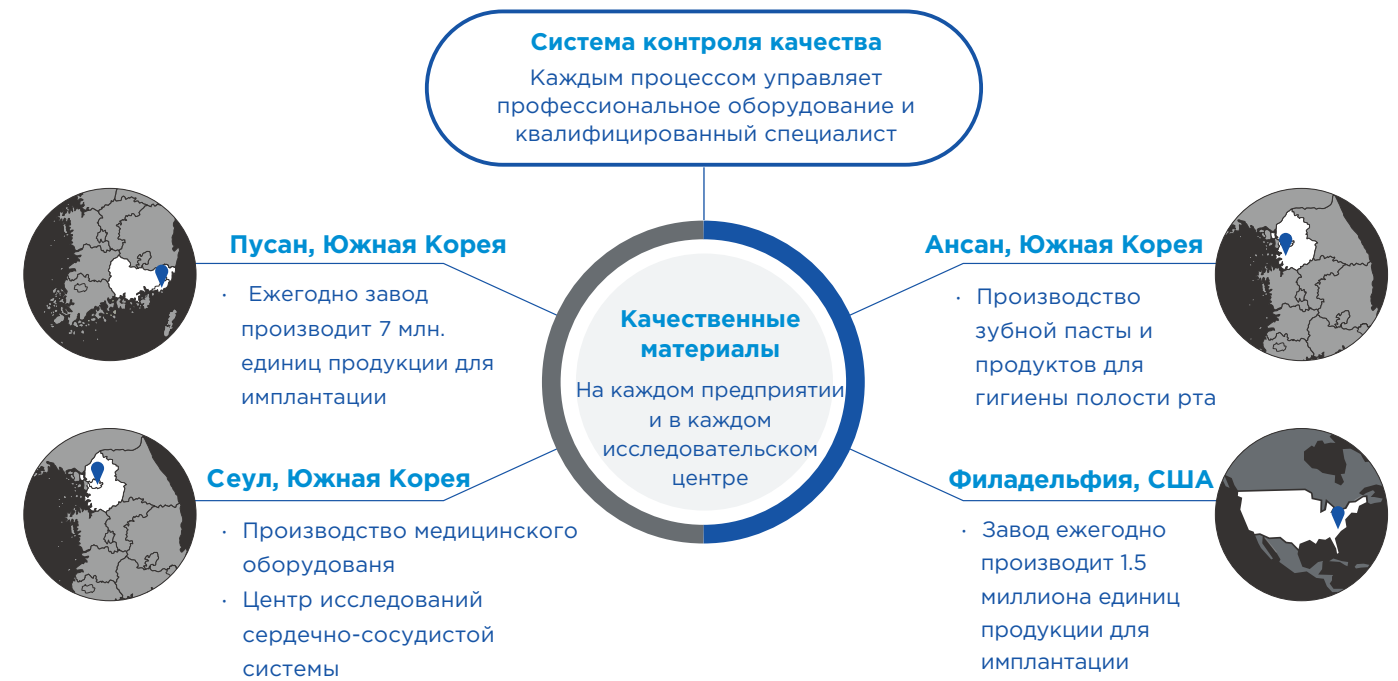 Система контроля качества
Каждым процессом управляет
профессиональное оборудование и
квалифицированный специалист
Пусан, Южная Корея
· Ежегодно завод
производит 7 млн.
единиц продукции для
имплантации
Сеул, Южная Корея
· Производство медицинского
оборудованя
· Центр исследований
сердечно-сосудистой
системы
Качественные
материалы
На каждом предприятии
и в каждом
исследовательском
центре
Ансан, Южная Корея
· Производство
зубной пасты и
продуктов для
гигиены полости рта
Филадельфия, США
· Завод ежегодно
производит 1.5
миллиона единиц
продукции для
имплантации